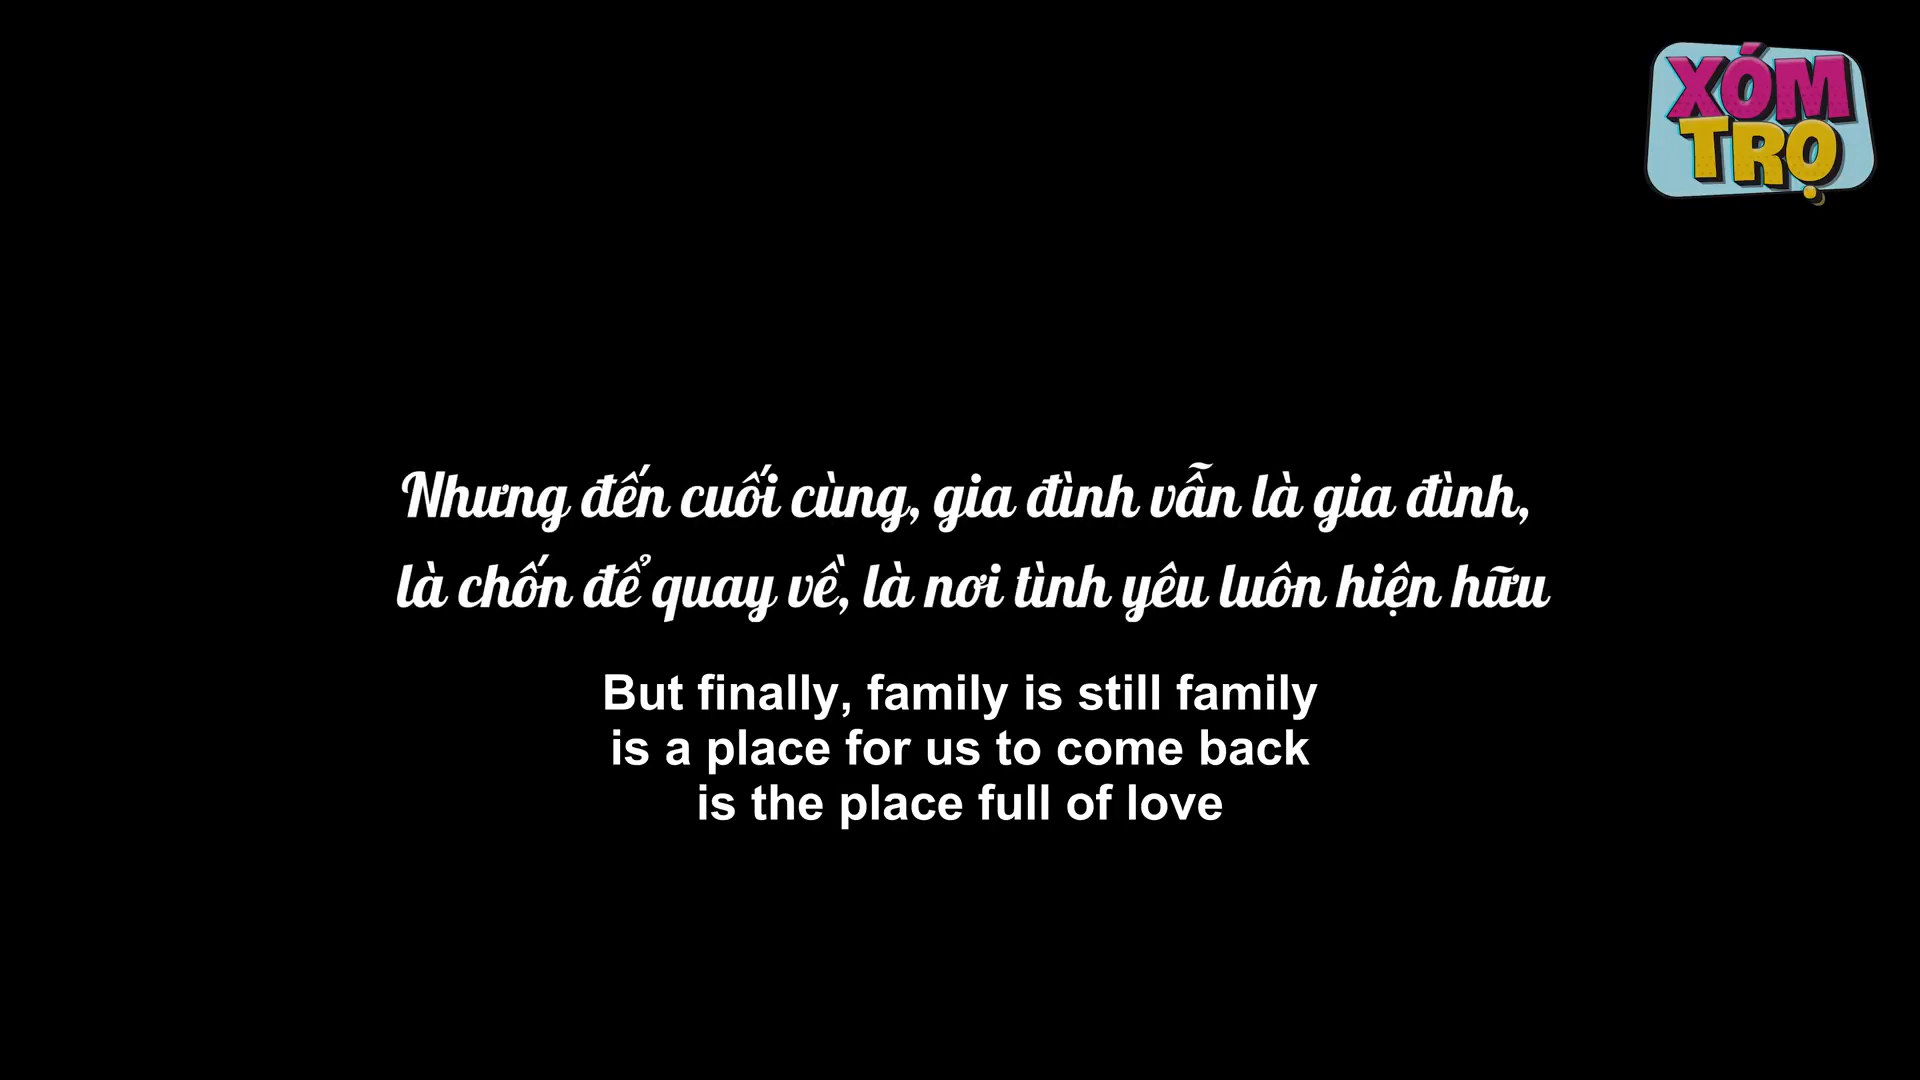 XÓM
TRỌ
Nhưng đến cuối cùng, gia đình vẫn là gia đình,
là chốn để quay về, là nơi tình yêu luôn hiện hữu
But finally, family is still family
is a place for us to come back
is the place full of love